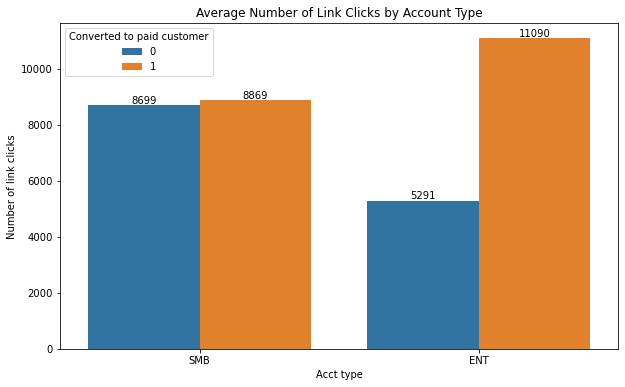 Average Number of Link Clicks by Account Type
Converted to paid customer
0
1
11090
8699
8869
5291
10000
8000
6000
4000
2000
0
Number of link clicks
SMB
ENT
Acct type